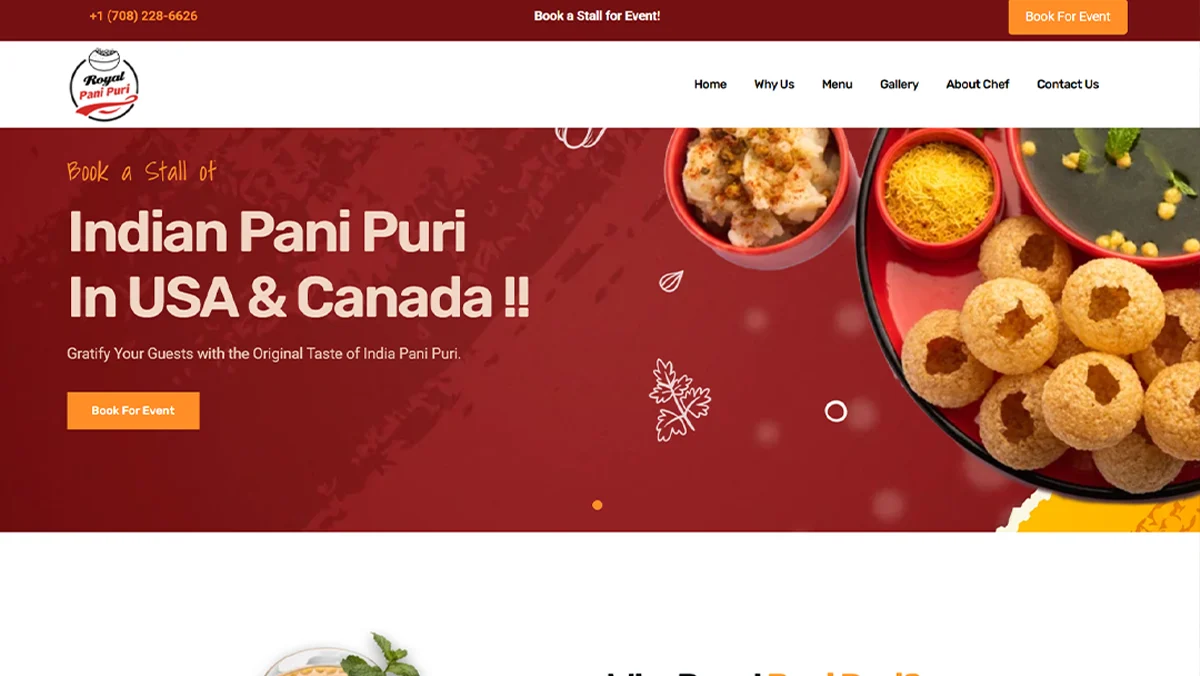 +1 (708) 228-6626
Book a Stall for Event!
Book For Event
Royal
Pani Puri
Home
Why Us
Menu
Gallery
About Chef
Contact Us
Book a Stall of
Indian Pani Puri
In USA & Canada !!
Gratify Your Guests with the Original Taste of India Pani Puri.
Book For Event